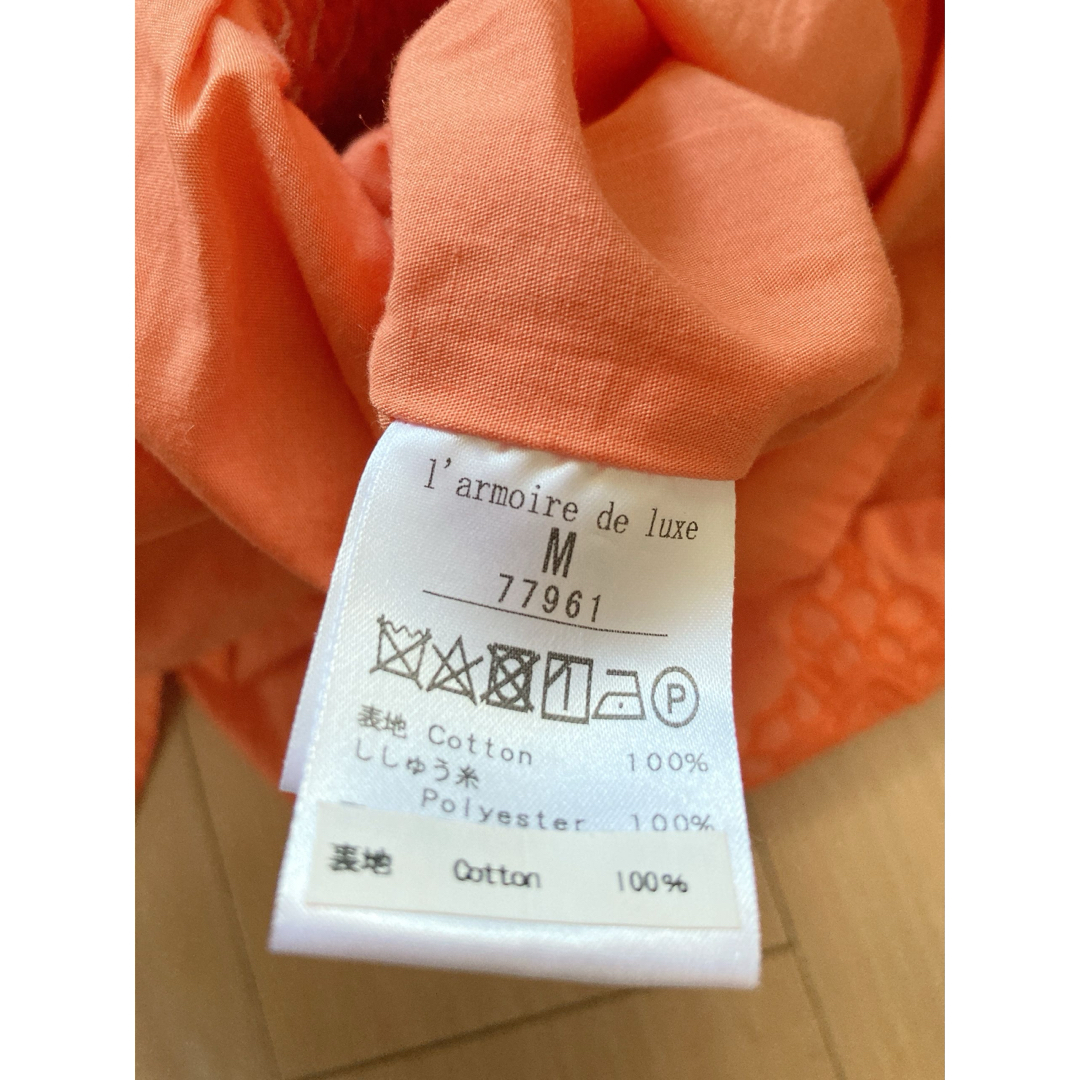 l'armoire de luxe
M
77961
P
表地 Cotton 100%
ししゅう糸
Polyester 100%
表地 Cotton 100%